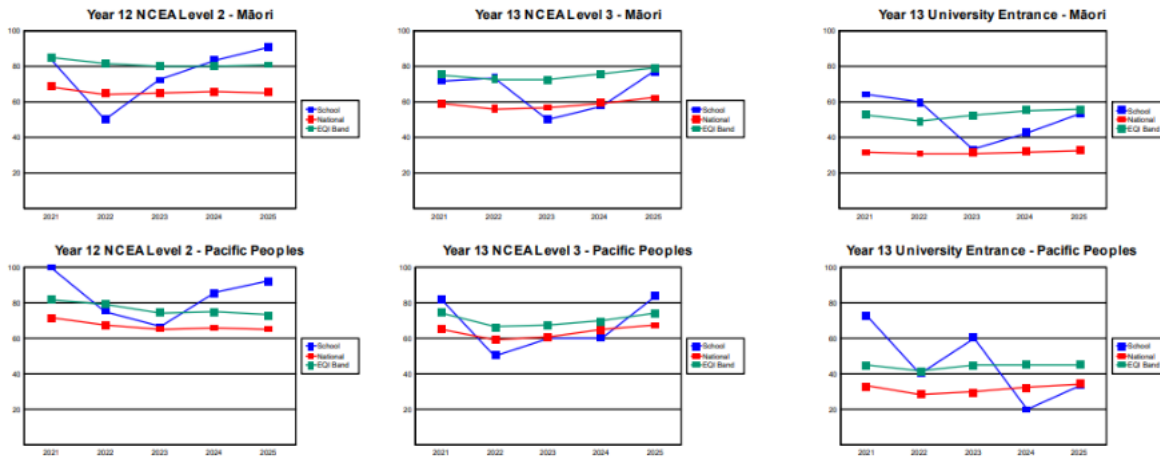 Year 12 NCEA Level 2 - Māori
100
80
60
40
20
2021 2022 2023 2024 2025
School
National
EQI Band
Year 13 NCEA Level 3 - Māori
100
80
60
40
20
2021 2022 2023 2024 2025
School
National
EQI Band
Year 13 University Entrance - Māori
100
80
60
40
20
2021 2022 2023 2024 2025
School
National
EQI Band
Year 12 NCEA Level 2 - Pacific Peoples
100
80
60
40
20
2021 2022 2023 2024 2025
School
National
EQI Band
Year 13 NCEA Level 3 - Pacific Peoples
100
80
60
40
20
2021 2022 2023 2024 2025
School
National
EQI Band
Year 13 University Entrance - Pacific Peoples
100
80
60
40
20
2021 2022 2023 2024 2025
School
National
EQI Band